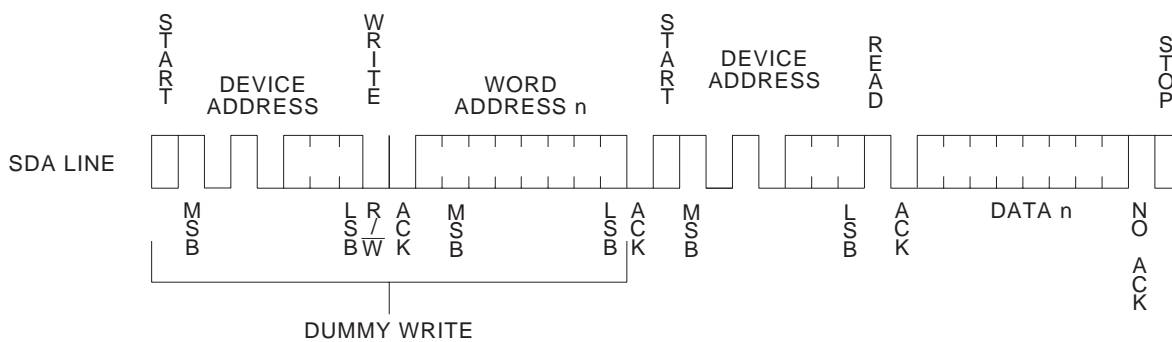 START
WRITE
START
READ
STOP
DEVICE
ADDRESS
WORD
ADDRESS n
DEVICE
ADDRESS
SDA LINE
MSB
LSB
R/W
ACK
MSB
LSB
ACK
MSB
LSB
ACK
DATA n
NO ACK
DUMMY WRITE